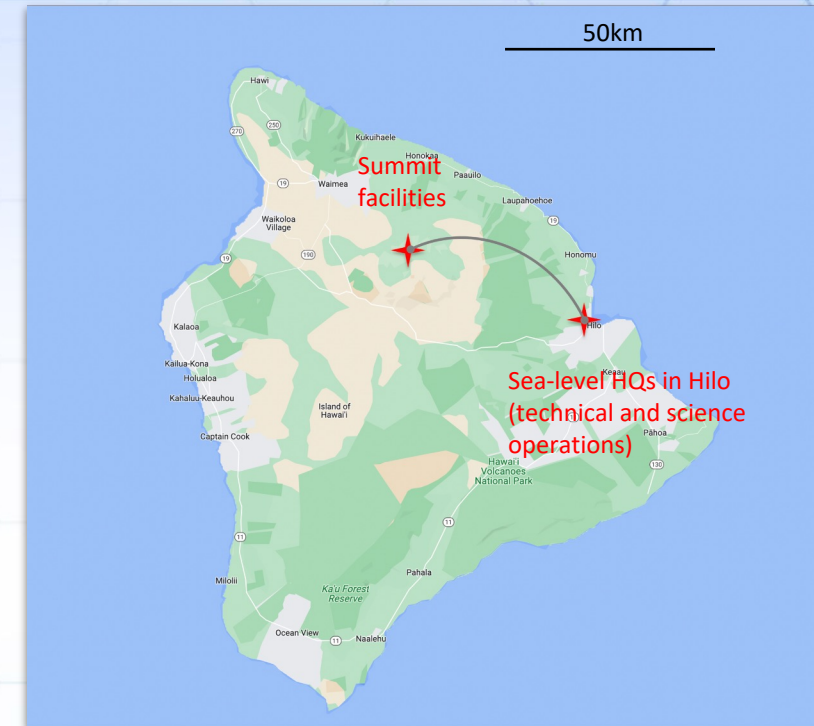 50km
Hawi
270
250
Kukuihaele
Honokaa
Summit
facilities
Paauilo
19
Waimea
Laupahoehoe
19
Waikoloa
Village
190
Honomu
19
Kalaoa
Hilo
Kailua-Kona
Holualoa
Kahaluu-Keauhou
Keaau
Sea-level HQs in Hilo
(technical and science
operations)
Island of
Hawai'i
Captain Cook
Pāhoa
130
Hawai'i
Volcanoes
National Park
11
11
Pahala
Milolii
Ka'u Forest
Reserve
Ocean View
11
Naalehu